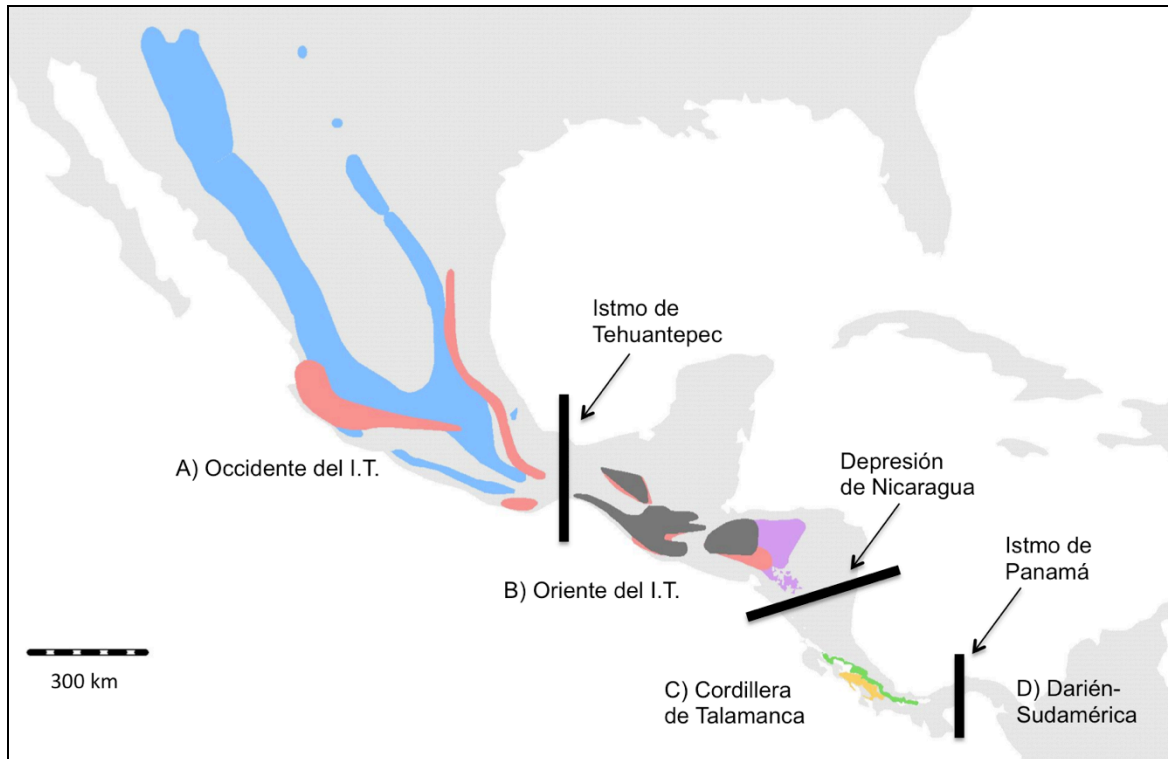 Istmo de
Tehuantepec
A) Occidente del I.T.
Depresión
de Nicaragua
Istmo de
Panamá
B) Oriente del I.T.
C) Cordillera
de Talamanca
D) Darién-
Sudamérica
300 km